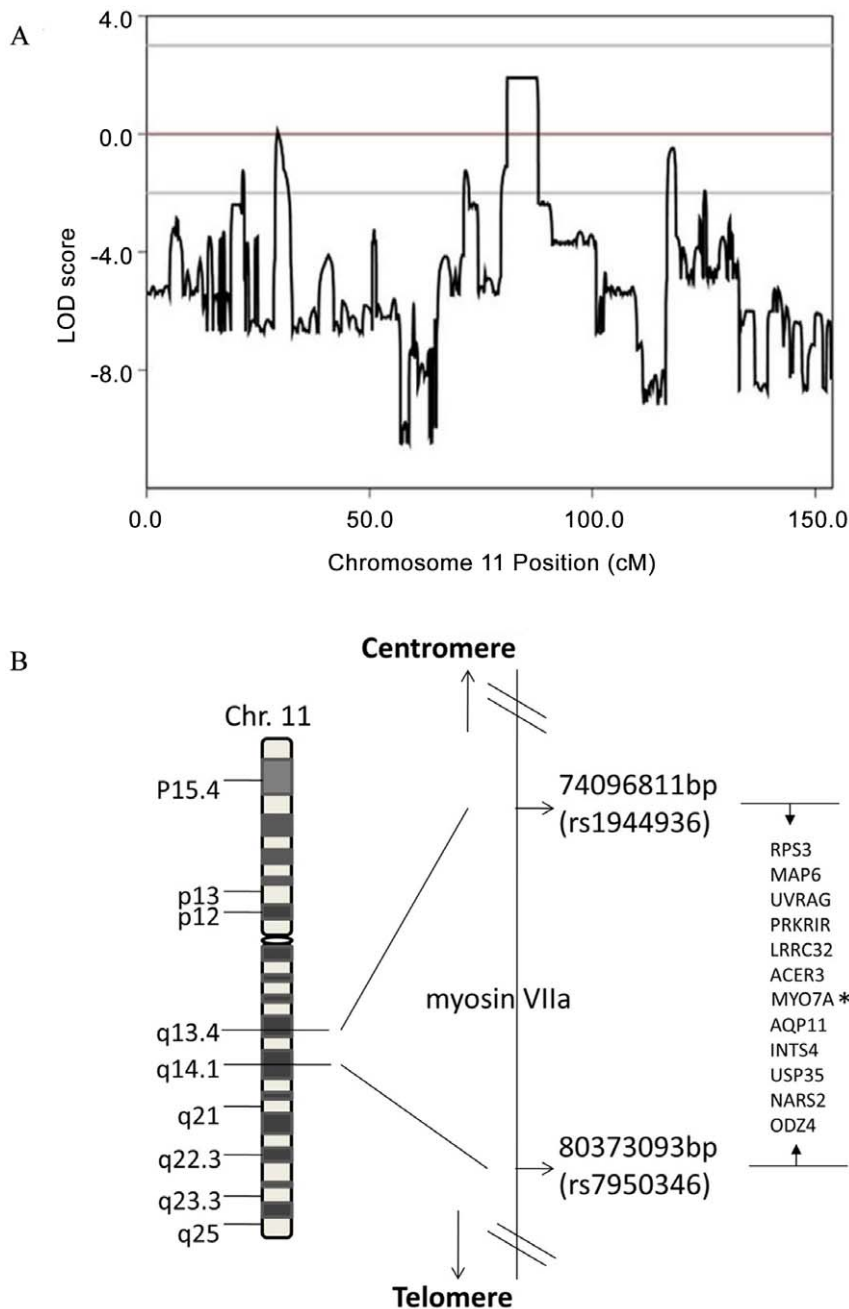 A
4.0
0.0
-4.0
-8.0
LOD score
0.0
50.0
100.0
150.0
Chromosome 11 Position (cM)
B
Centromere
Chr. 11
P15.4
p13
p12
q13.4
q14.1
q21
q22.3
q23.3
q25
myosin VIIa
74096811bp
(rs1944936)
80373093bp
(rs7950346)
RPS3
MAP6
UVRAG
PRKRIR
LRRC32
ACER3
MYO7A *
AQP11
INTS4
USP35
NARS2
ODZ4
Telomere